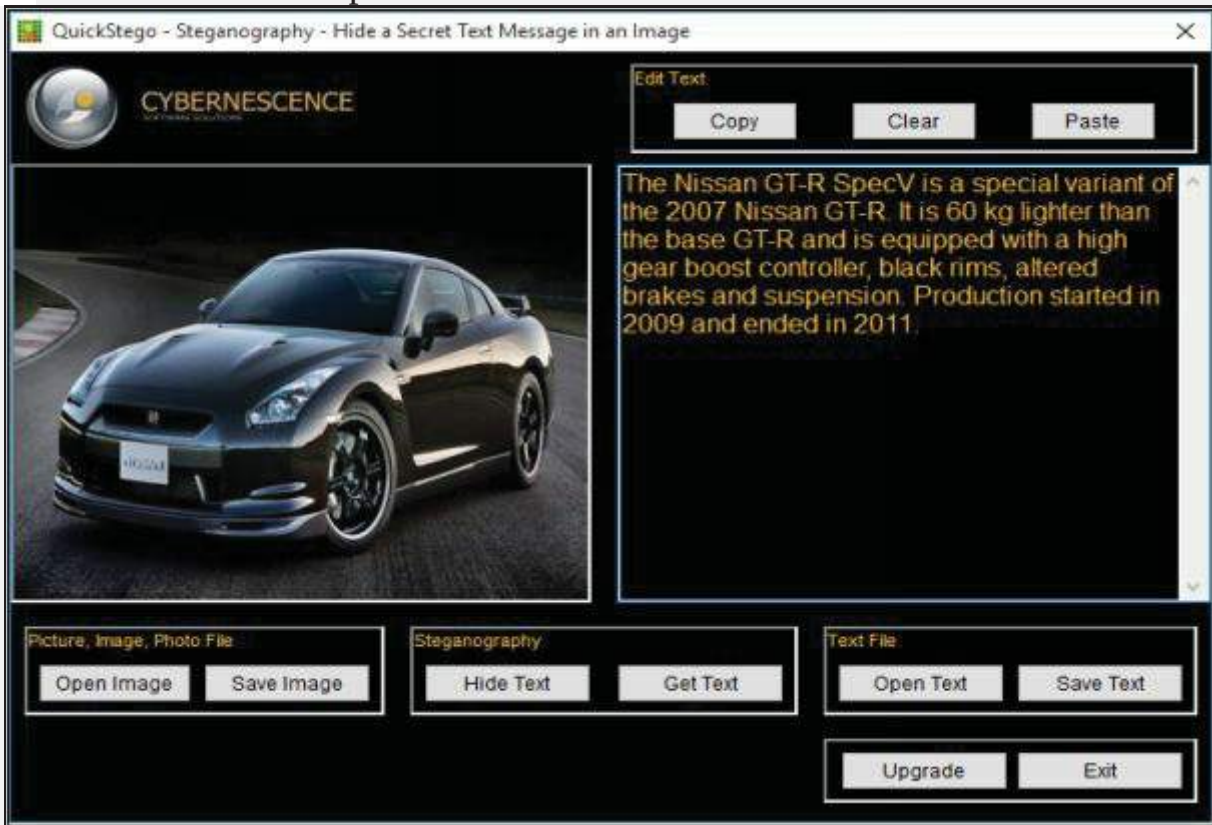 QuickStego - Steganography - Hide a Secret Text Message in an Image
CYBERNESCENCE
SOFTWARE SOLUTIONS
Edit Text
Copy Clear Paste
The Nissan GT-R SpecV is a special variant of
the 2007 Nissan GT-R. It is 60 kg lighter than
the base GT-R and is equipped with a high
gear boost controller, black rims, altered
brakes and suspension. Production started in
2009 and ended in 2011.
Picture, Image, Photo File
Open Image Save Image
Steganography
Hide Text Get Text
Text File
Open Text Save Text
Upgrade Exit